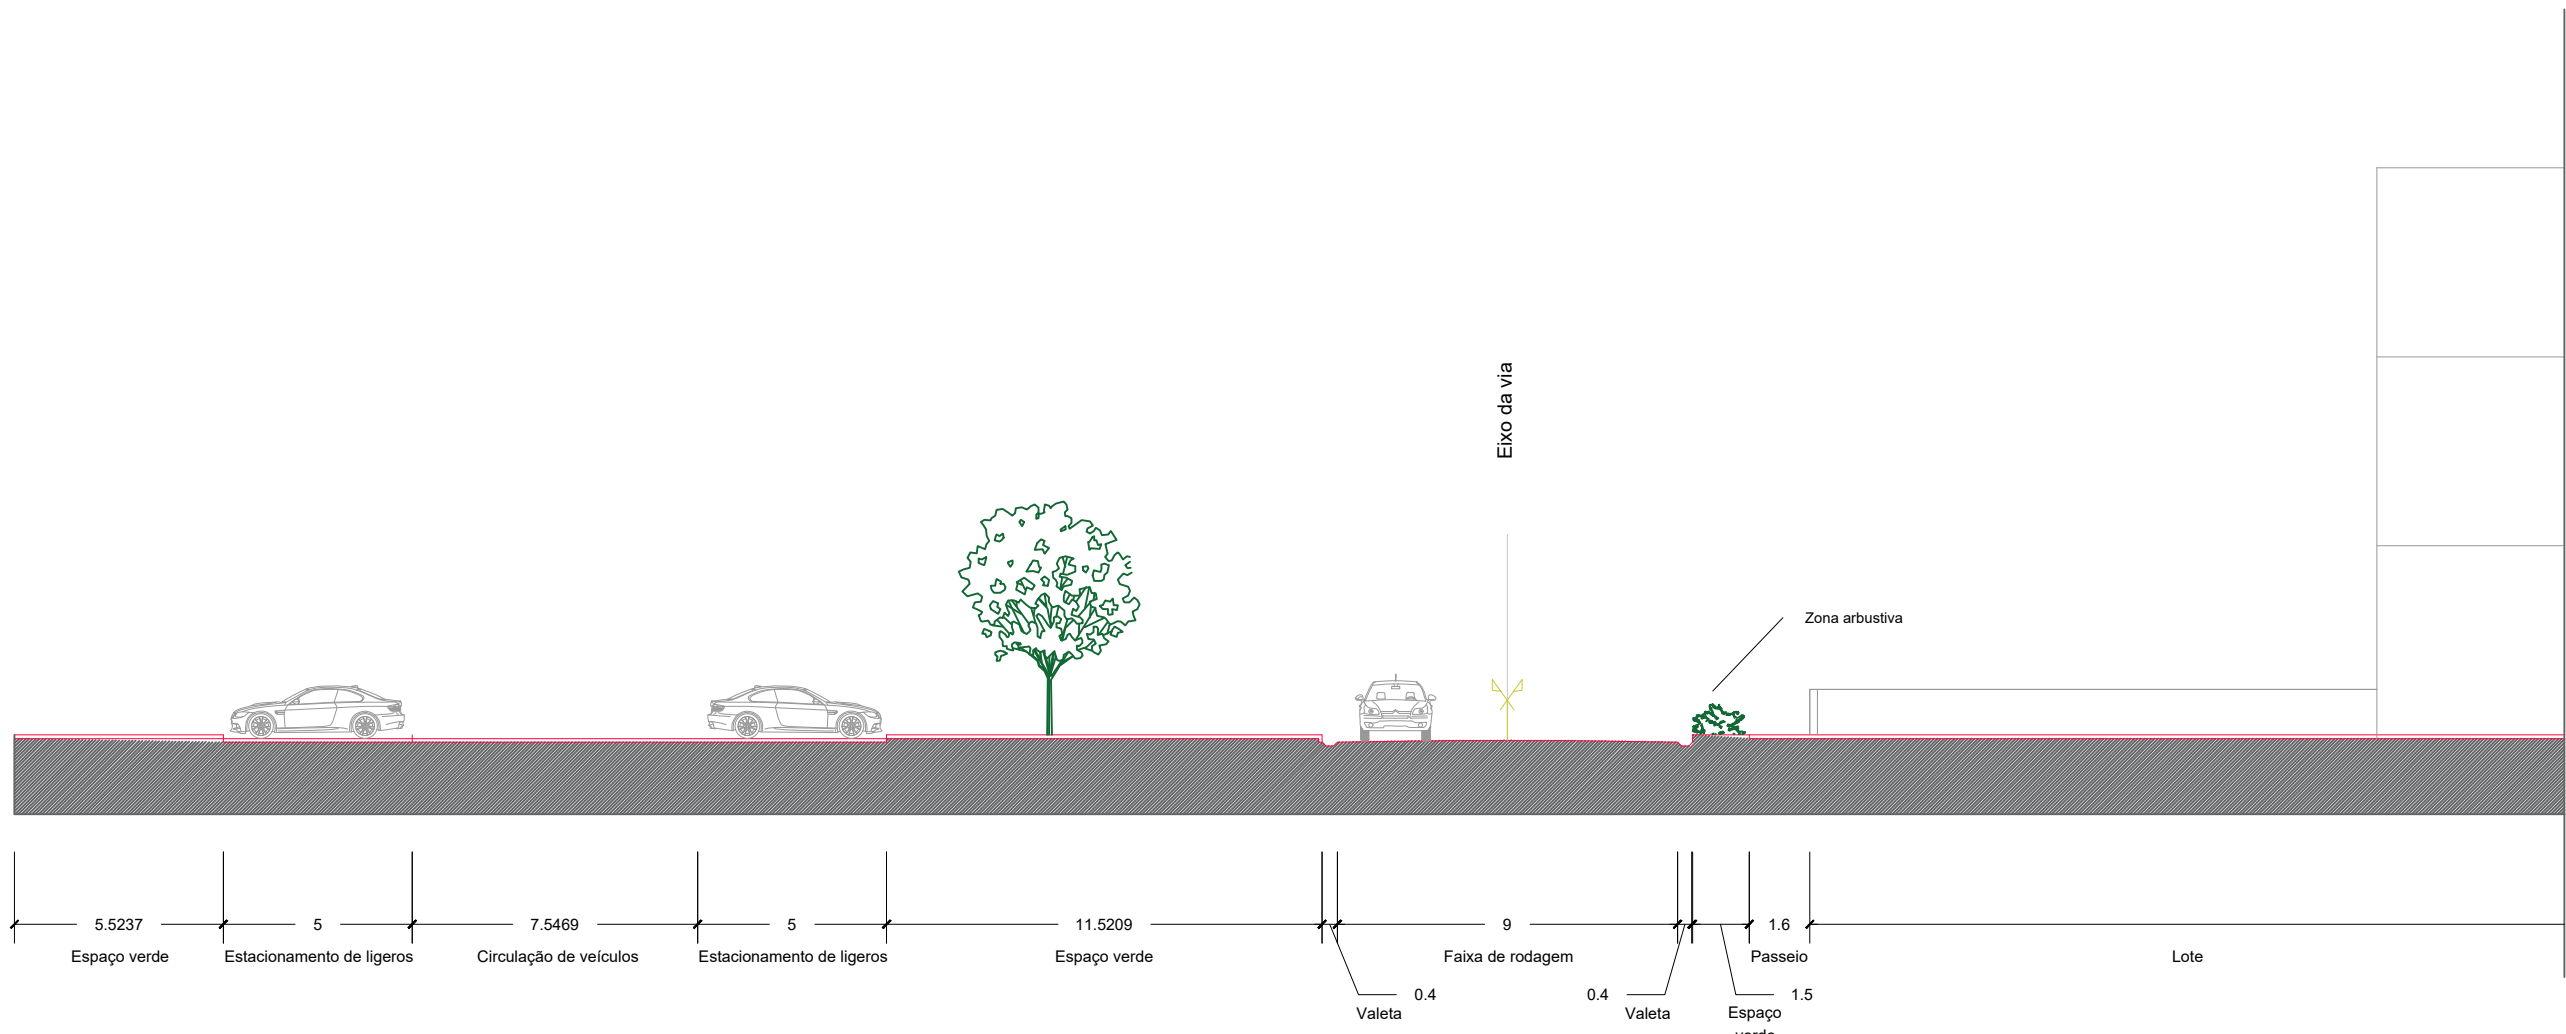 Eixo da via
Zona arbustiva
5.5237
5
7.5469
5
11.5209
9
1.6
Espaço verde
Estacionamento de ligeros
Circulação de veículos
Estacionamento de ligeros
Espaço verde
Faixa de rodagem
Passeio
Lote
0.4
0.4
1.5
Valeta
Valeta
Espaço
verde